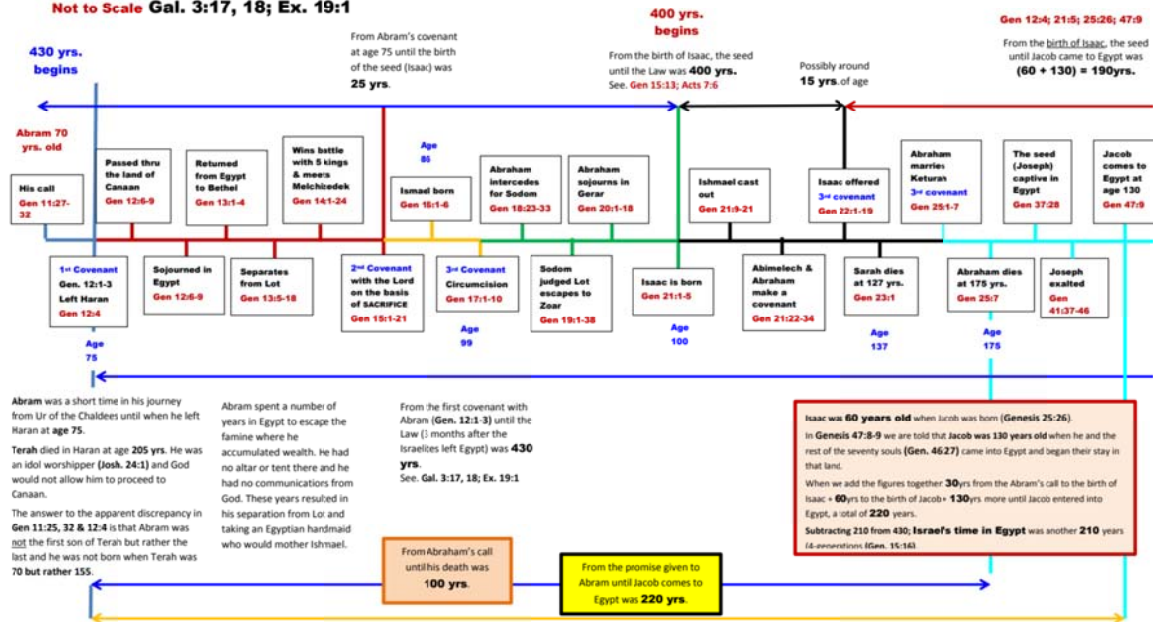 Not to Scale Gal. 3:17, 18; Ex. 19:1
430 yrs.
begins
From Abram's covenant
at age 75 until the birth
of the seed (Isaac) was
25 yrs.
400 yrs.
begins
From the birth of Isaac, the seed
until the Law was 400 yrs.
See. Gen 15:13; Acts 7:6
Possibly around
15 yrs. of age
Gen 12:4; 21:5; 25:26; 47:9
From the birth of Isaac, the seed
until Jacob came to Egypt was
(60 + 130) = 190yrs.
Abram 70
yrs. old
His call
Gen 11:27-
32
Passed thru
the land of
Canaan
Gen 12:6-9
Returned
from Egypt
to Bethel
Gen 13:1-4
Wins battle
with 5 kings
& meets
Melchizedek
Gen 14:1-24
Age
86
Ismael born
Gen 16:1-6
Abraham
intercedes
for Sodom
Gen 18:23-33
Abraham
sojourns in
Gerar
Gen 20:1-18
Ishmael cast
out
Gen 21:9-21
Isaac offered
3rd covenant
Gen 22:1-19
Abraham
marries
Keturah
3rd covenant
Gen 25:1-7
The seed
(Joseph)
captive in
Egypt
Gen 37:28
Jacob
comes to
Egypt at
age 130
Gen 47:9
1st Covenant
Gen. 12:1-3
Left Haran
Gen 12:4
Sojourned in
Egypt
Gen 12:6-9
Separates
from Lot
Gen 13:5-18
2nd Covenant
with the Lord
on the basis
of SACRIFICE
Gen 15:1-21
3rd Covenant
Circumcision
Gen 17:1-10
Sodom
judged Lot
escapes to
Zoar
Gen 19:1-38
Isaac is born
Gen 21:1-5
Abimelech &
Abraham
make a
covenant
Gen 21:22-34
Sarah dies
at 127 yrs.
Gen 23:1
Abraham dies
at 175 yrs.
Gen 25:7
Joseph
exalted
Gen
41:37-46
Age
75
Age
99
Age
100
Age
137
Age
175
Abram was a short time in his journey
from Ur of the Chaldees until when he left
Haran at age 75.
Terah died in Haran at age 205 yrs. He was
an idol worshipper (Josh. 24:1) and God
would not allow him to proceed to
Canaan.
The answer to the apparent discrepancy in
Gen 11:25, 32 & 12:4 is that Abram was
not the first son of Terah but rather the
last and he was not born when Terah was
70 but rather 155.
Abram spent a number of
years in Egypt to escape the
famine where he
accumulated wealth. He had
no altar or tent there and he
had no communications from
God. These years resulted in
his separation from Lot and
taking an Egyptian handmaid
who would mother Ishmael.
From the first covenant with
Abram (Gen. 12:1-3) until the
Law (3 months after the
Israelites left Egypt) was 430
yrs.
See. Gal. 3:17, 18; Ex. 19:1
Isaac was 60 years old when Jacob was born (Genesis 25:26).
In Genesis 47:8-9 we are told that Jacob was 130 years old when he and the
rest of the seventy souls (Gen. 46:27) came into Egypt and began their stay in
that land.
When we add the figures together 30yrs from the Abram's call to the birth of
Isaac + 60yrs to the birth of Jacob+ 130yrs more until Jacob entered into
Egypt, a total of 220 years.
Subtracting 210 from 430; Israel's time in Egypt was another 210 years
(4-generations (Gen. 15:16).
From Abraham's call
until his death was
100 yrs.
From the promise given to
Abram until Jacob comes to
Egypt was 220 yrs.